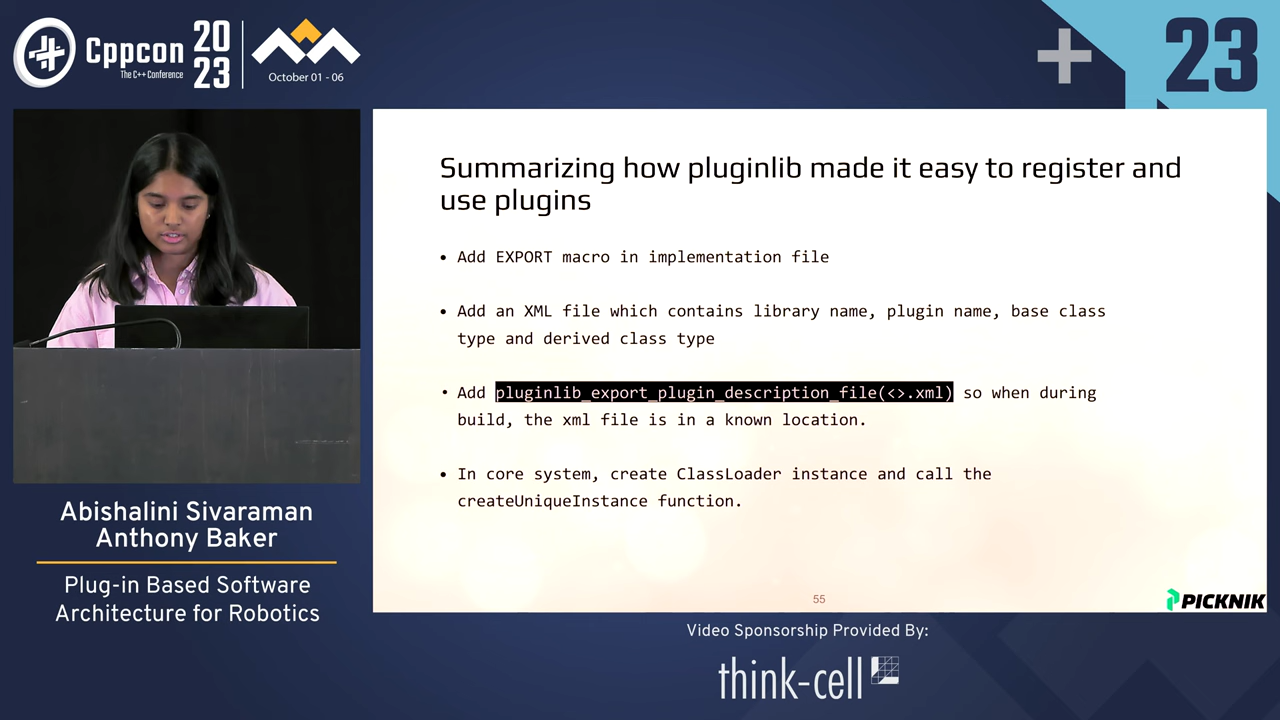 Cppcon
The C++ Conference
20
23
October 01 - 06
23
Summarizing how pluginlib made it easy to register and
use plugins
• Add EXPORT macro in implementation file
• Add an XML file which contains library name, plugin name, base class
type and derived class type
• Add pluginlib_export_plugin_description_file(<>.xml) so when during
build, the xml file is in a known location.
• In core system, create ClassLoader instance and call the
createUniqueInstance function.
55
PICKNIK
Abishalini Sivaraman
Anthony Baker
Plug-in Based Software
Architecture for Robotics
Video Sponsorship Provided By:
think-cell